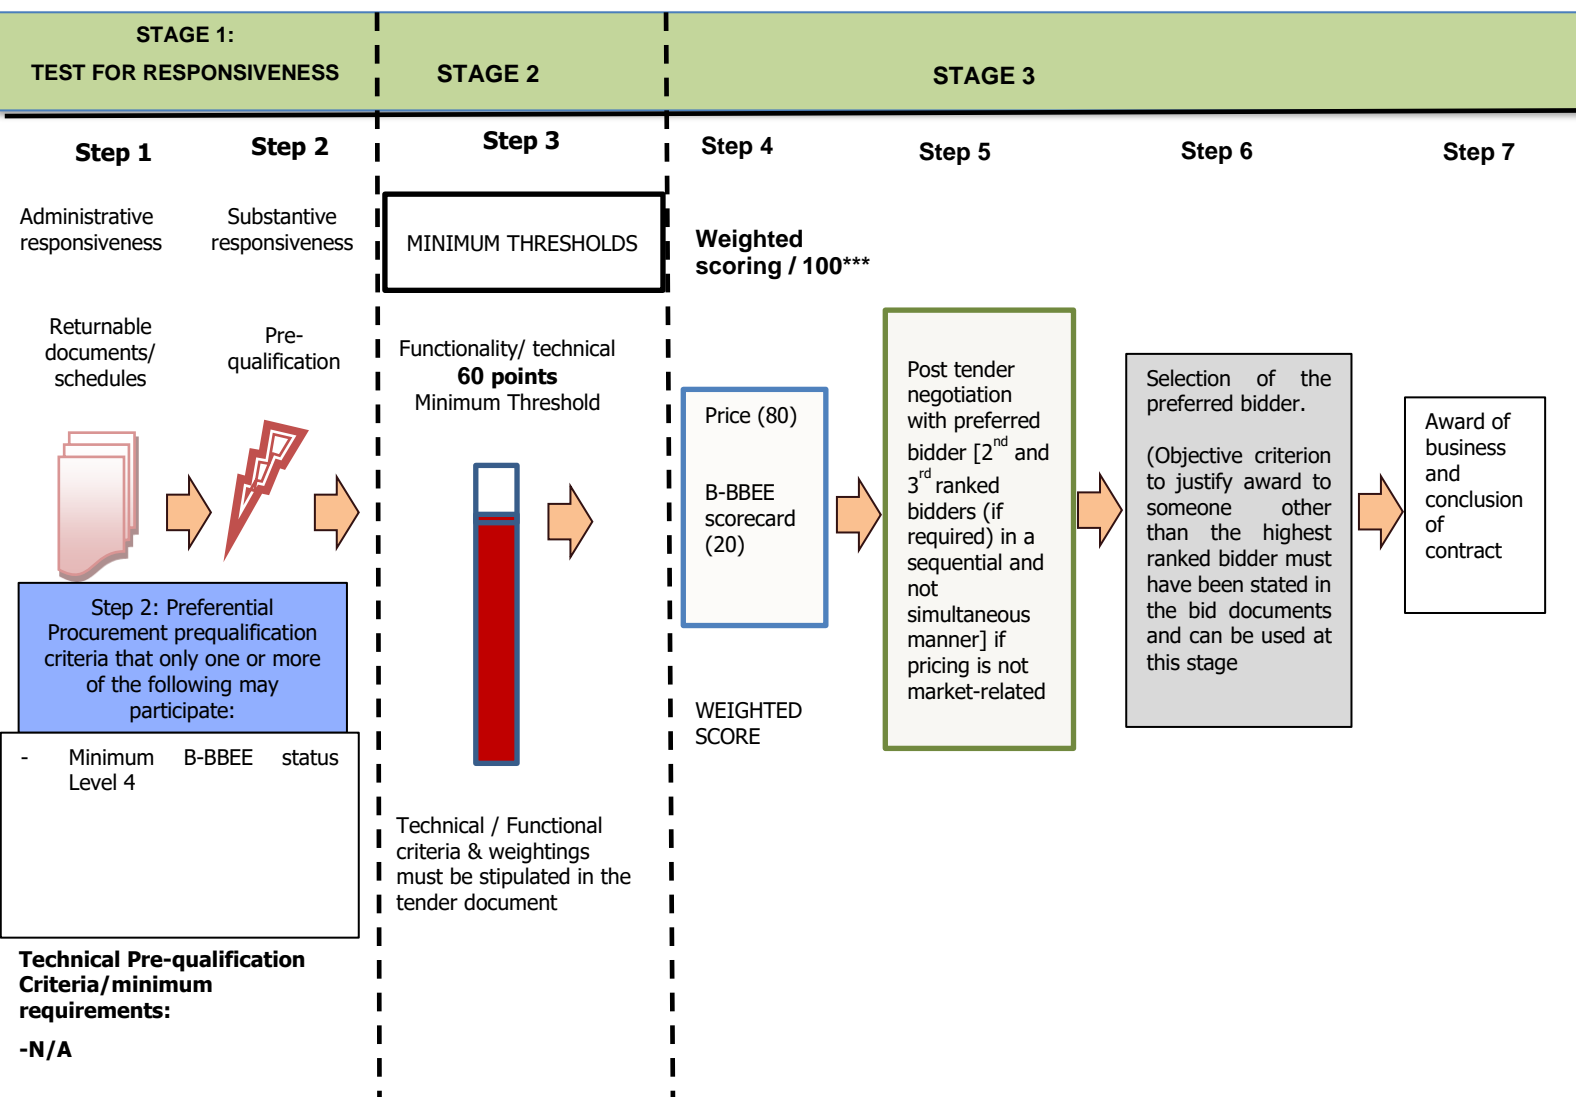 STAGE 1:
TEST FOR RESPONSIVENESS
STAGE 2
STAGE 3
Step 1
Step 2
Step 3
Step 4
Step 5
Step 6
Step 7
Administrative
responsiveness
Substantive
responsiveness
MINIMUM THRESHOLDS
Weighted
scoring / 100***
Returnable
documents/
schedules
Pre-
qualification
Functionality/ technical
60 points
Minimum Threshold
Price (80)
B-BBEE
scorecard
(20)
Post tender
negotiation
with preferred
bidder [2nd and
3rd ranked
bidders (if
required) in a
sequential and
not
simultaneous
manner] if
pricing is not
market-related
Selection of the
preferred bidder.
(Objective criterion
to justify award to
someone other
than the highest
ranked bidder must
have been stated in
the bid documents
and can be used at
this stage
Award of
business
and
conclusion
of
contract
Step 2: Preferential
Procurement prequalification
criteria that only one or more
of the following may
participate:
- Minimum B-BBEE status
Level 4
WEIGHTED
SCORE
Technical / Functional
criteria & weightings
must be stipulated in the
tender document
Technical Pre-qualification
Criteria/minimum
requirements:
-N/A